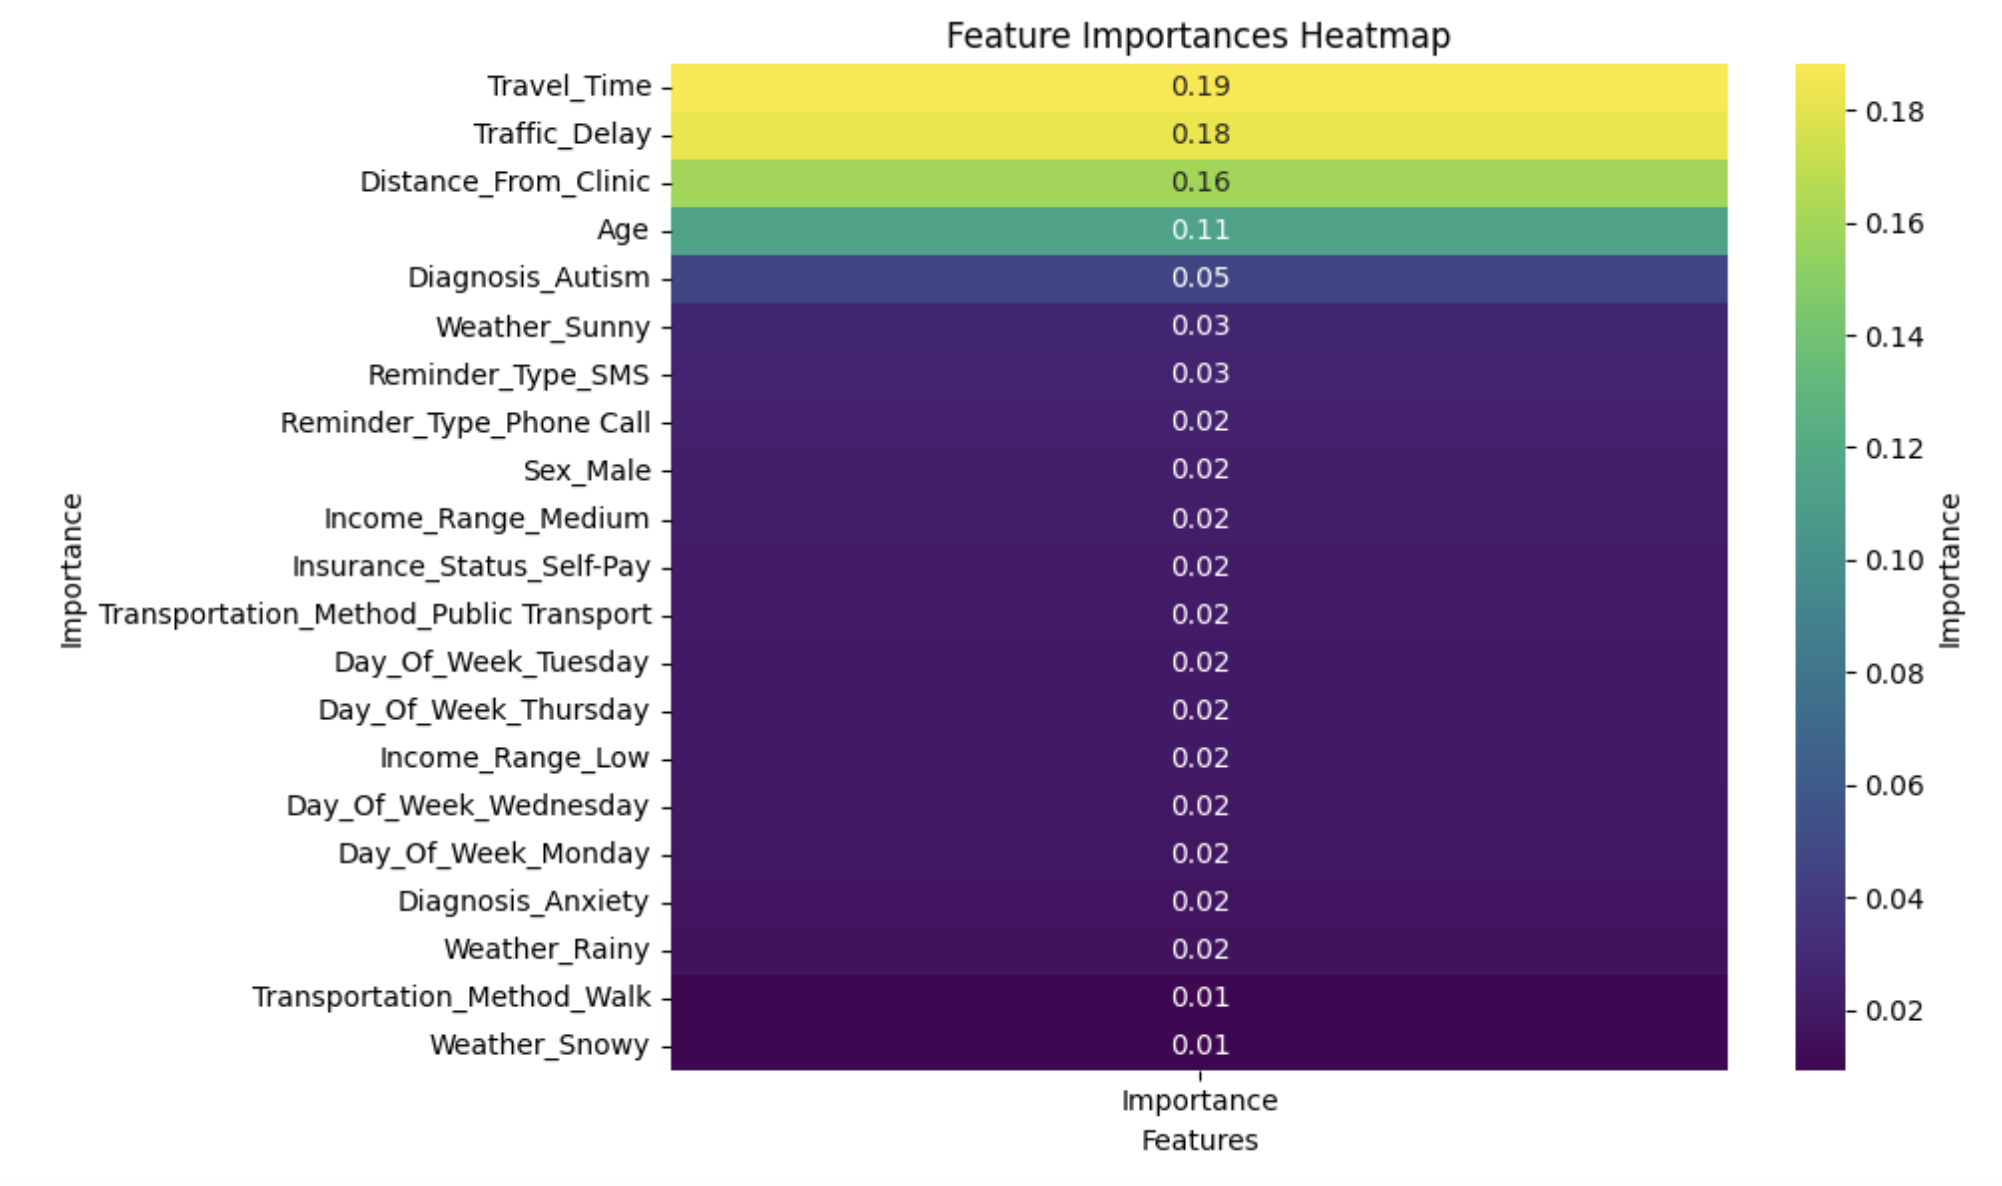 Feature Importances Heatmap
Travel_Time 0.19
Traffic_Delay 0.18
Distance_From_Clinic 0.16
Age 0.11
Diagnosis_Autism 0.05
Weather_Sunny 0.03
Reminder_Type_SMS 0.03
Reminder_Type_Phone Call 0.02
Sex_Male 0.02
Income_Range_Medium 0.02
Insurance_Status_Self-Pay 0.02
Transportation_Method_Public Transport 0.02
Day_Of_Week_Tuesday 0.02
Day_Of_Week_Thursday 0.02
Income_Range_Low 0.02
Day_Of_Week_Wednesday 0.02
Day_Of_Week_Monday 0.02
Diagnosis_Anxiety 0.02
Weather_Rainy 0.02
Transportation_Method_Walk 0.01
Weather_Snowy 0.01
Importance
Importance
Features
0.18
0.16
0.14
0.12
0.10
0.08
0.06
0.04
0.02
Importance